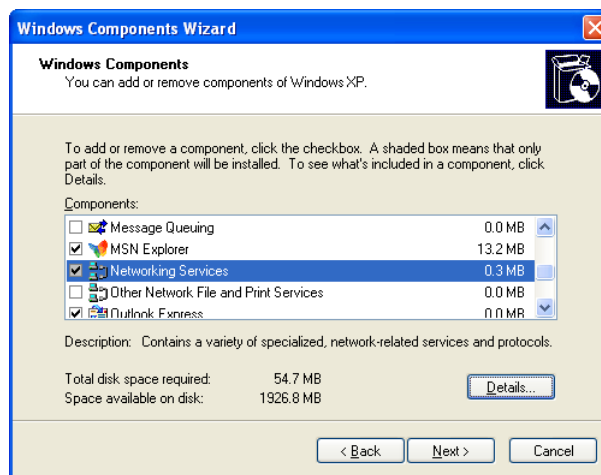 Windows Components Wizard
Windows Components
You can add or remove components of Windows XP.
To add or remove a component, click the checkbox. A shaded box means that only
part of the component will be installed. To see what's included in a component, click
Details.
Components:
Message Queuing 0.0 MB
MSN Explorer 13.2 MB
Networking Services 0.3 MB
Other Network File and Print Services 0.0 MB
Outlook Express 0.0 MB
Description: Contains a variety of specialized, network-related services and protocols.
Total disk space required: 54.7 MB
Space available on disk: 1926.8 MB
Details...
< Back
Next >
Cancel